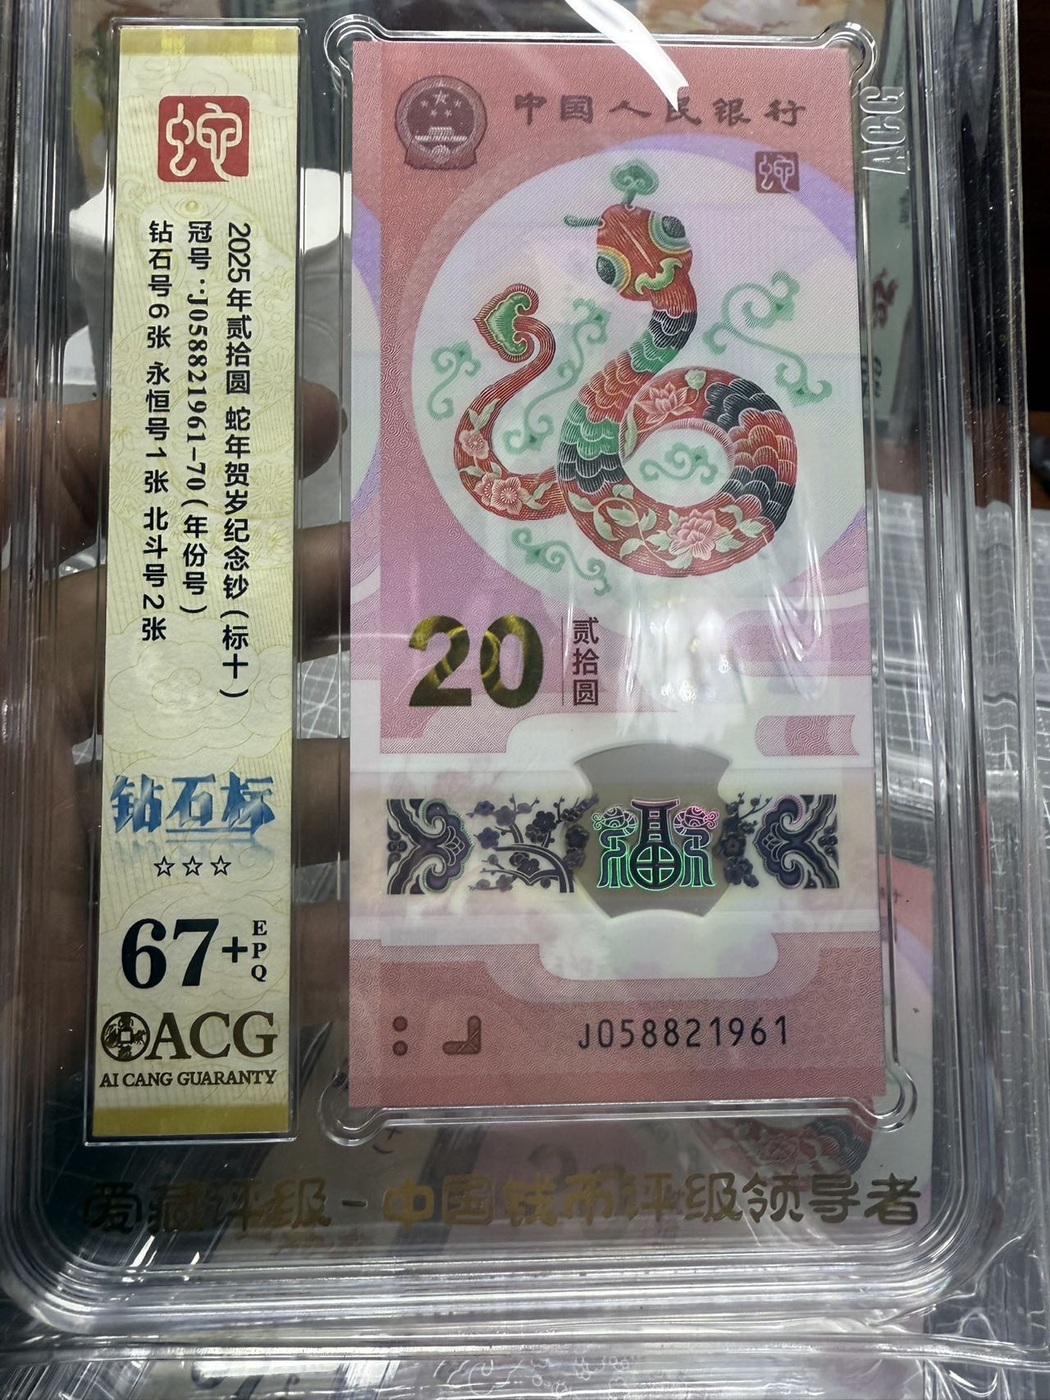 蛇
2025年贰拾圆 蛇年贺岁纪念钞(标十)
冠号:J058821961-70(年份号)
钻石号6张 永恒号1张 北斗号2张
钻石标
☆☆☆
67+
EPQ
ACG
AI CANG GUARANTY
中国人民银行
蛇
20
贰拾圆
福
J058821961
ACG
爱藏评级-中国钱币评级领导者